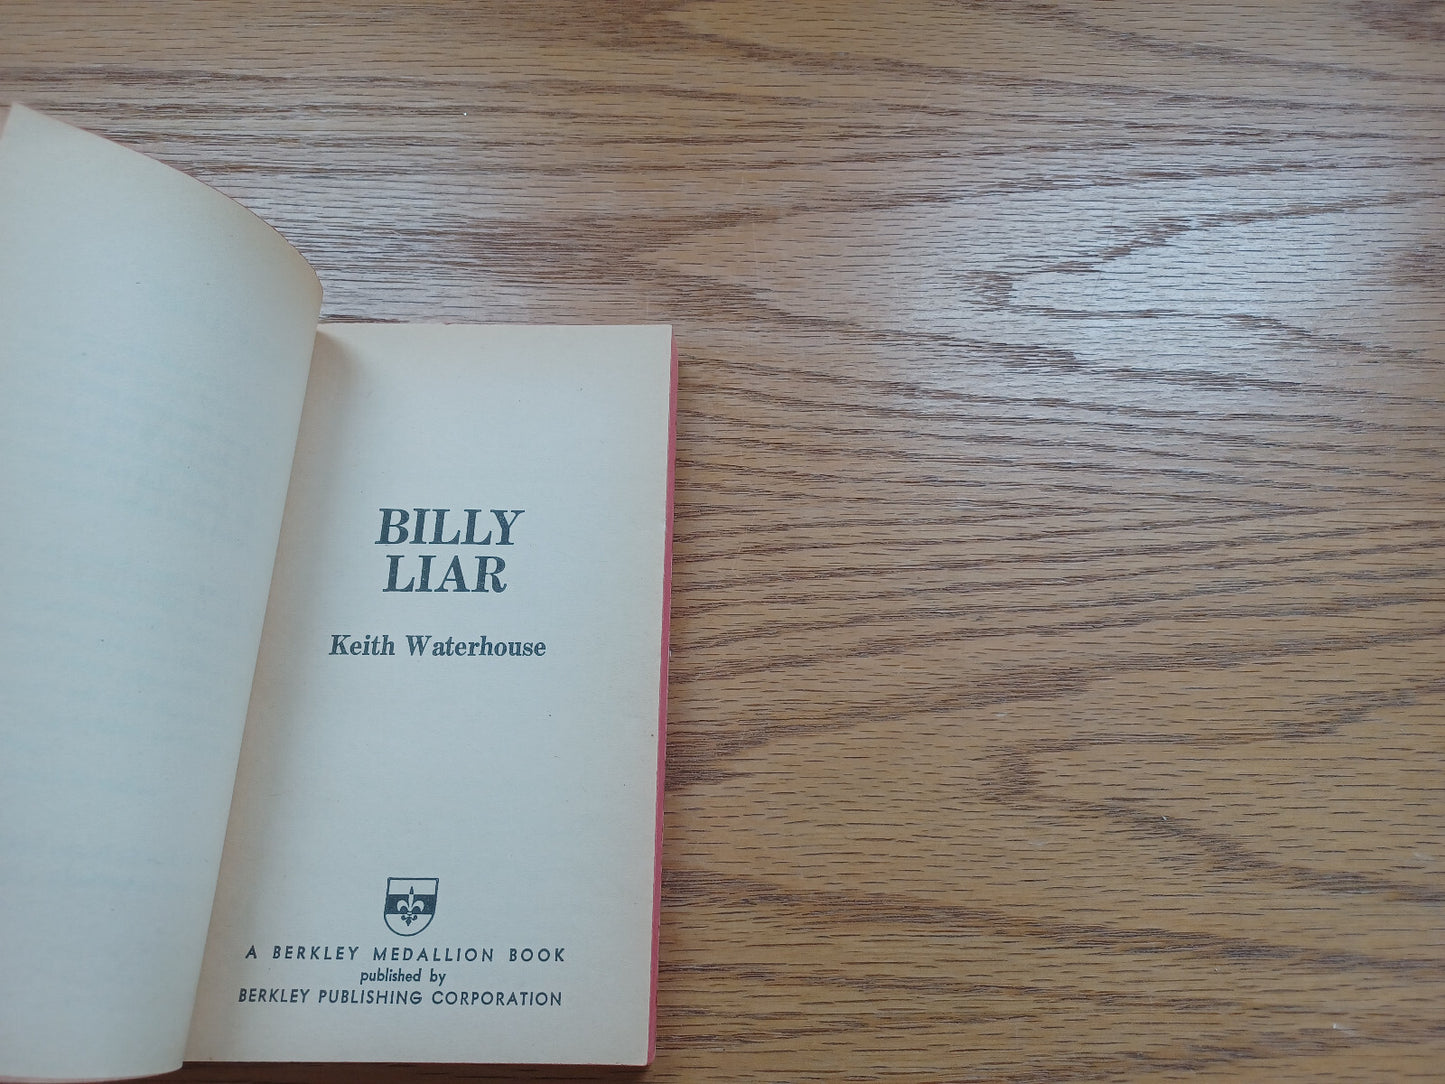 BILLY
LIAR
Keith Waterhouse
A BERKLEY MEDALLION BOOK
published by
BERKLEY PUBLISHING CORPORATION